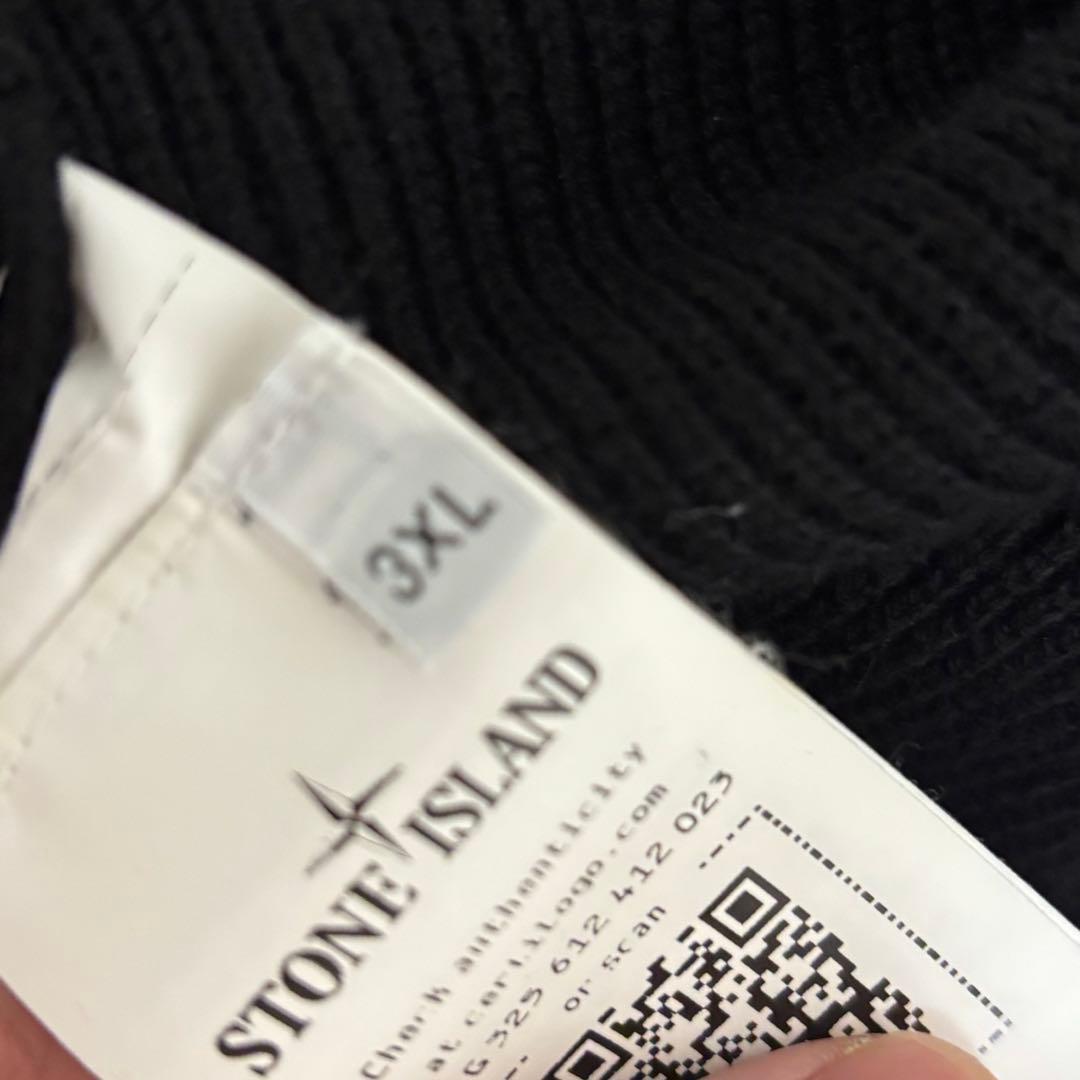 3XL
STONE ISLAND
Check authenticity
at certilogo.com
G 325 612 412 023
or scan